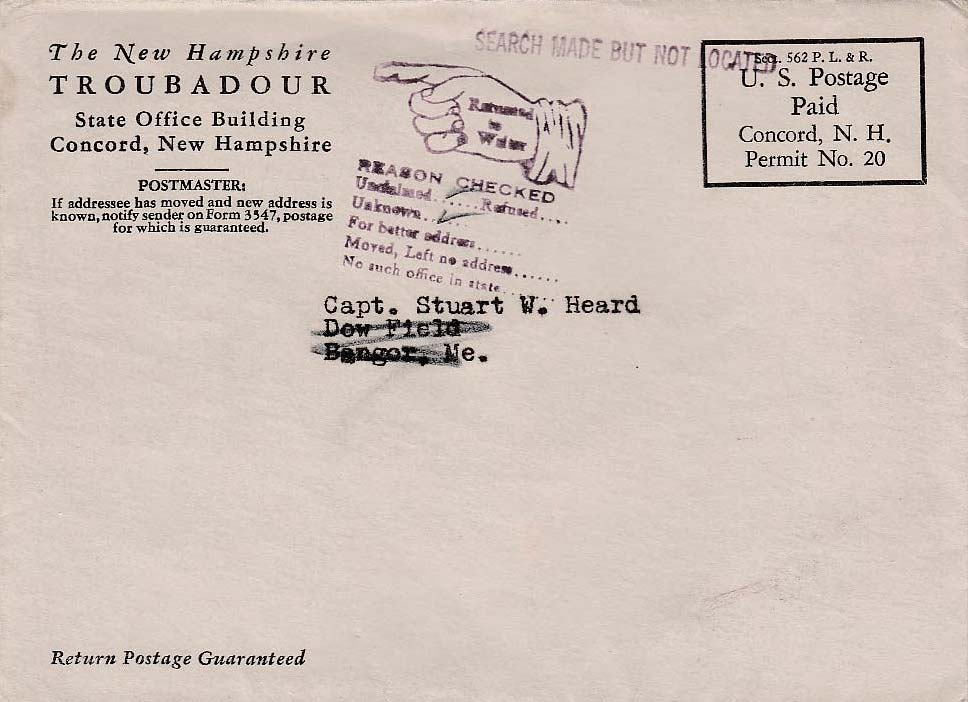 The New Hampshire
TROUBADOUR
State Office Building
Concord, New Hampshire
POSTMASTER:
If addressee has moved and new address is
known, notify sender on Form 3547, postage
for which is guaranteed.
SEARCH MADE BUT NOT LOCATED
Sec. 562 P. L. & R.
U. S. Postage
Paid
Concord, N. H.
Permit No. 20
Returned
to
Writer
REASON CHECKED
Unclaimed...... Refused....
Unknown......
For better address......
Moved, Left no address......
No such office in state......
Capt. Stuart W. Heard
Dow Field
Bangor, Me.
Return Postage Guaranteed